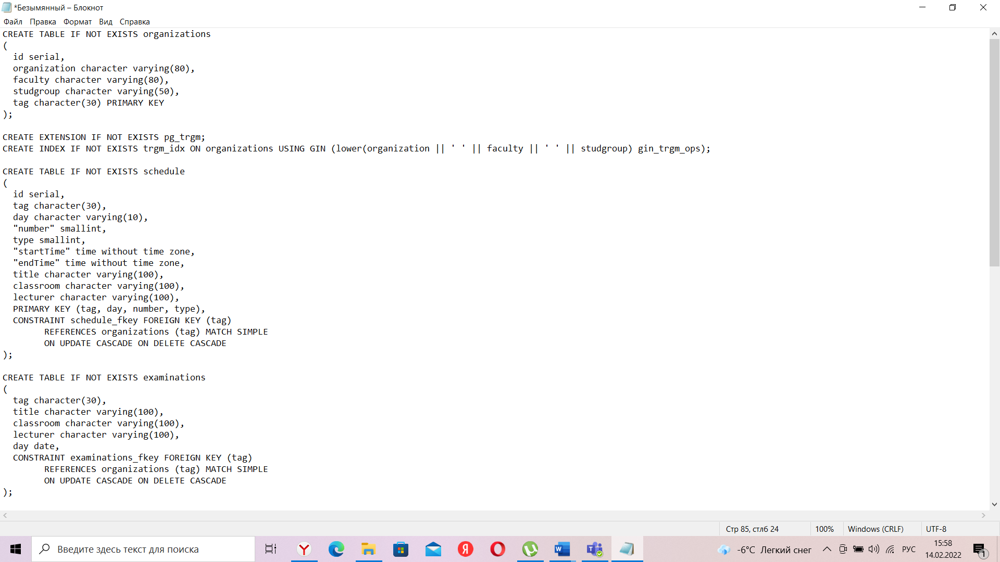 *Безымянный – Блокнот
Файл Правка Формат Вид Справка
CREATE TABLE IF NOT EXISTS organizations
(
  id serial,
  organization character varying(80),
  faculty character varying(80),
  studgroup character varying(50),
  tag character(30) PRIMARY KEY
);

CREATE EXTENSION IF NOT EXISTS pg_trgm;
CREATE INDEX IF NOT EXISTS trgm_idx ON organizations USING GIN (lower(organization || ' ' || faculty || ' ' || studgroup) gin_trgm_ops);

CREATE TABLE IF NOT EXISTS schedule
(
  id serial,
  tag character(30),
  day character varying(10),
  "number" smallint,
  type smallint,
  "startTime" time without time zone,
  "endTime" time without time zone,
  title character varying(100),
  classroom character varying(100),
  lecturer character varying(100),
  PRIMARY KEY (tag, day, number, type),
  CONSTRAINT schedule_fkey FOREIGN KEY (tag)
        REFERENCES organizations (tag) MATCH SIMPLE
        ON UPDATE CASCADE ON DELETE CASCADE
);

CREATE TABLE IF NOT EXISTS examinations
(
  tag character(30),
  title character varying(100),
  classroom character varying(100),
  lecturer character varying(100),
  day date,
  CONSTRAINT examinations_fkey FOREIGN KEY (tag)
        REFERENCES organizations (tag) MATCH SIMPLE
        ON UPDATE CASCADE ON DELETE CASCADE
);
Стр 85, стлб 24 100% Windows (CRLF) UTF-8
Введите здесь текст для поиска
-6°C Легкий снег
РУС
15:58
14.02.2022
1